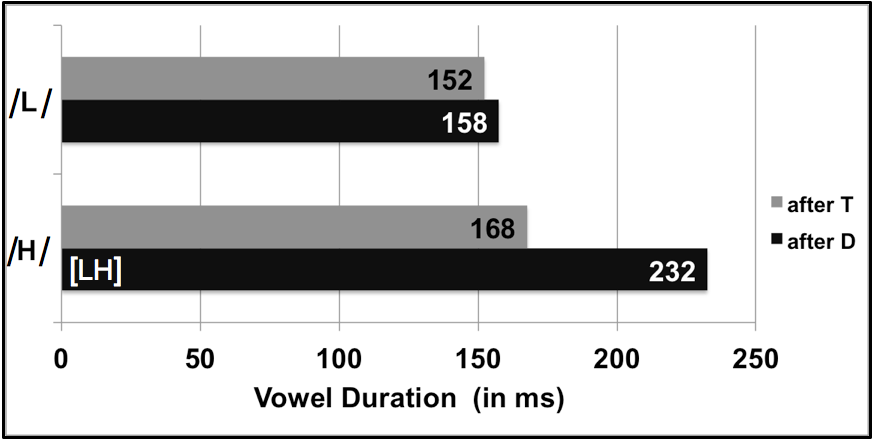 /L/
152
158
/H/
168
[LH]
232
after T
after D
0 50 100 150 200 250
Vowel Duration (in ms)